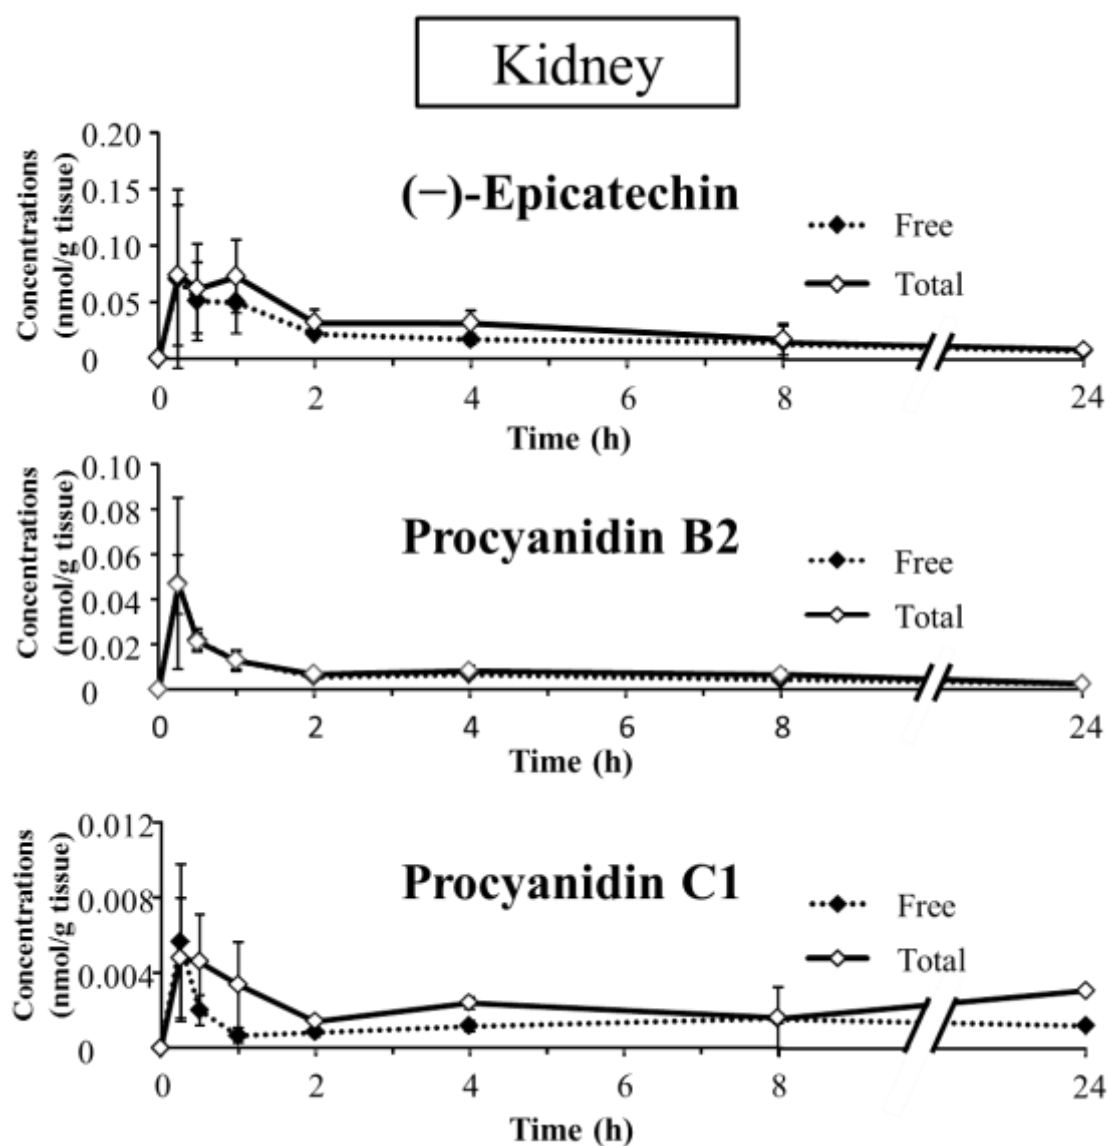 Kidney
Concentrations
(nmol/g tissue)
0.20
0.15
0.10
0.05
0
(−)-Epicatechin
Free
Total
0 2 4 6 8 24
Time (h)
Concentrations
(nmol/g tissue)
0.10
0.08
0.06
0.04
0.02
0
Procyanidin B2
Free
Total
0 2 4 6 8 24
Time (h)
Concentrations
(nmol/g tissue)
0.012
0.008
0.004
0
Procyanidin C1
Free
Total
0 2 4 6 8 24
Time (h)